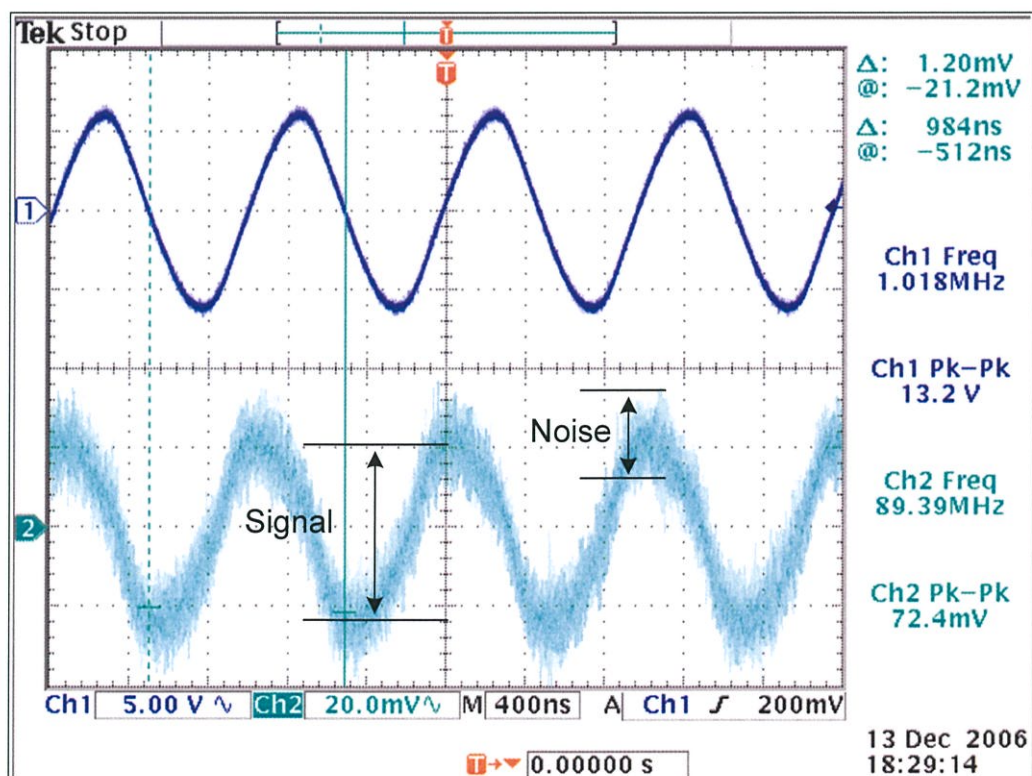 Tek Stop
T
T
Δ: 1.20mV
@: -21.2mV
Δ: 984ns
@: -512ns
1
Ch1 Freq
1.018MHz
Ch1 Pk-Pk
13.2 V
Noise
Signal
2
Ch2 Freq
89.39MHz
Ch2 Pk-Pk
72.4mV
Ch1 5.00 V ∿ Ch2 20.0mV∿ M 400ns A Ch1 ƒ 200mV
T→▼ 0.00000 s
13 Dec 2006
18:29:14